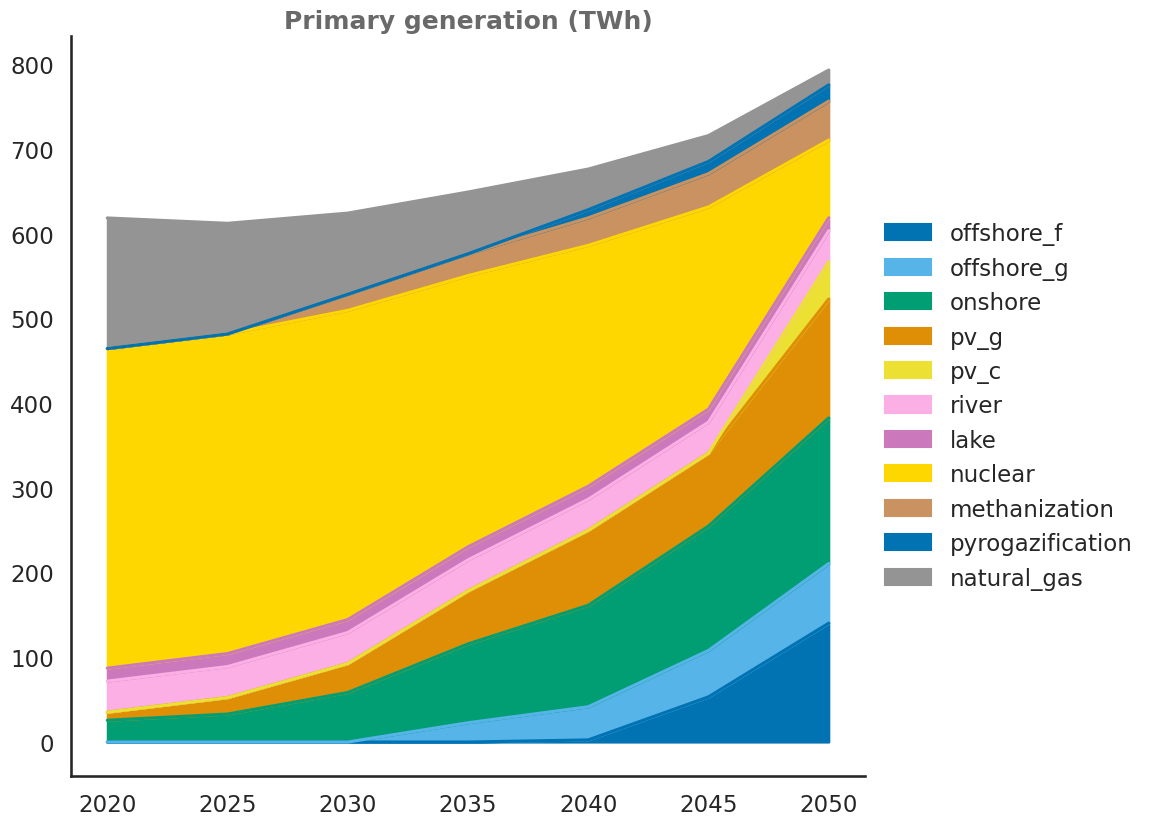 Primary generation (TWh)
800
700
600
500
400
300
200
100
0
2020 2025 2030 2035 2040 2045 2050
offshore_f
offshore_g
onshore
pv_g
pv_c
river
lake
nuclear
methanization
pyrogazification
natural_gas